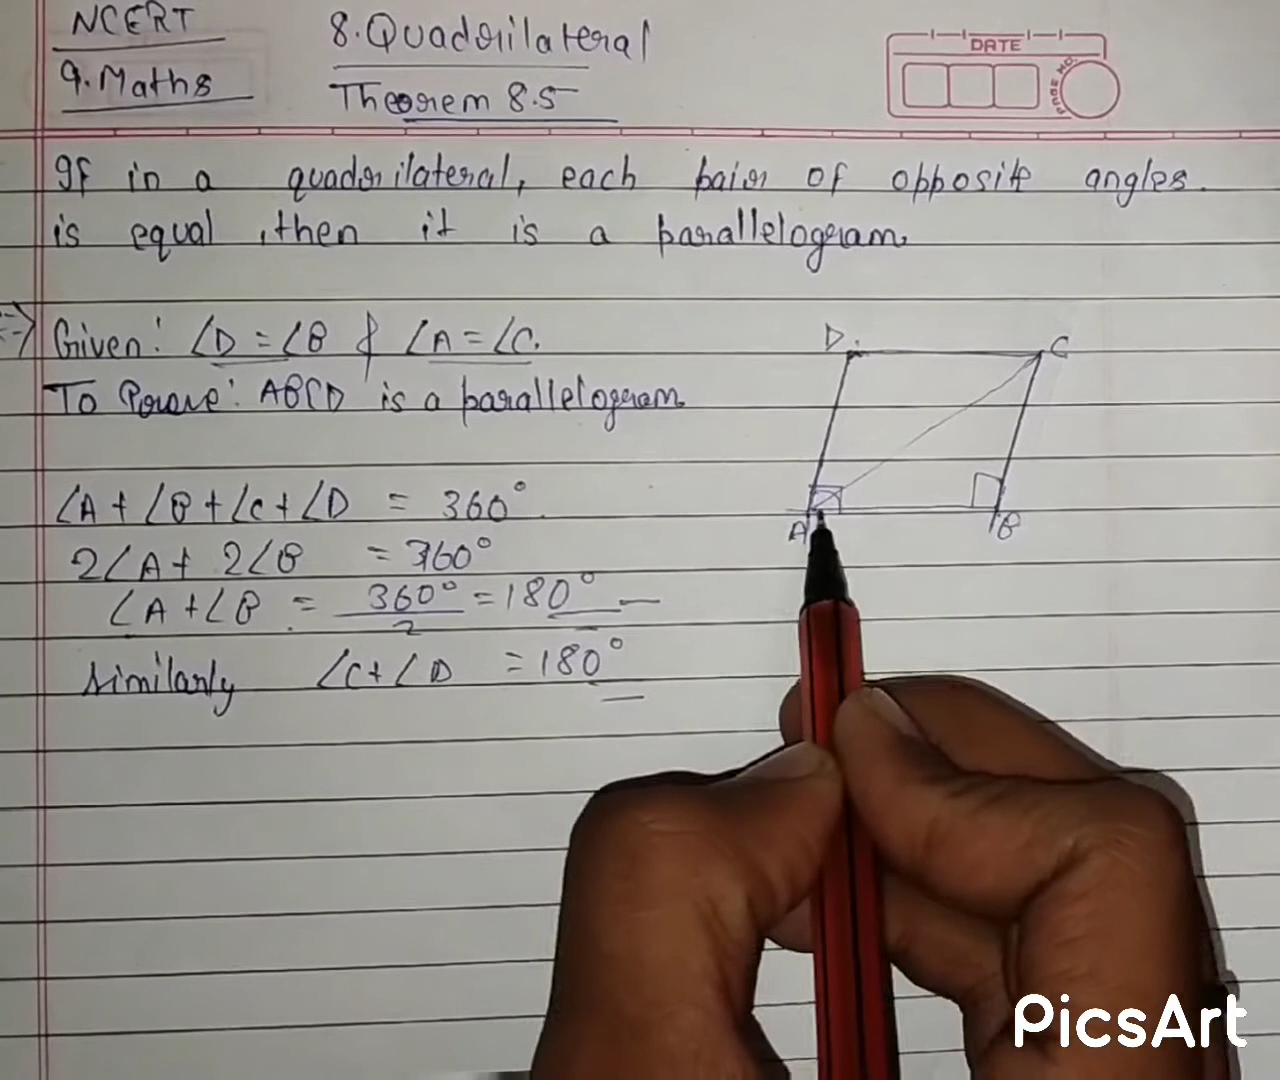 NCERT
9. Maths
8. Quadrilateral
Theorem 8.5
DATE
PAGE NO.
If in a quadrilateral, each pair of opposite angles.
is equal, then it is a parallelogram.
Given: ∠D = ∠B & ∠A = ∠C.
To Prove: ABCD is a parallelogram.
D C
A B
∠A + ∠B + ∠C + ∠D = 360°
2∠A + 2∠B = 360°
∠A + ∠B = 360°/2 = 180°
Similarly ∠C + ∠D = 180°
PicsArt